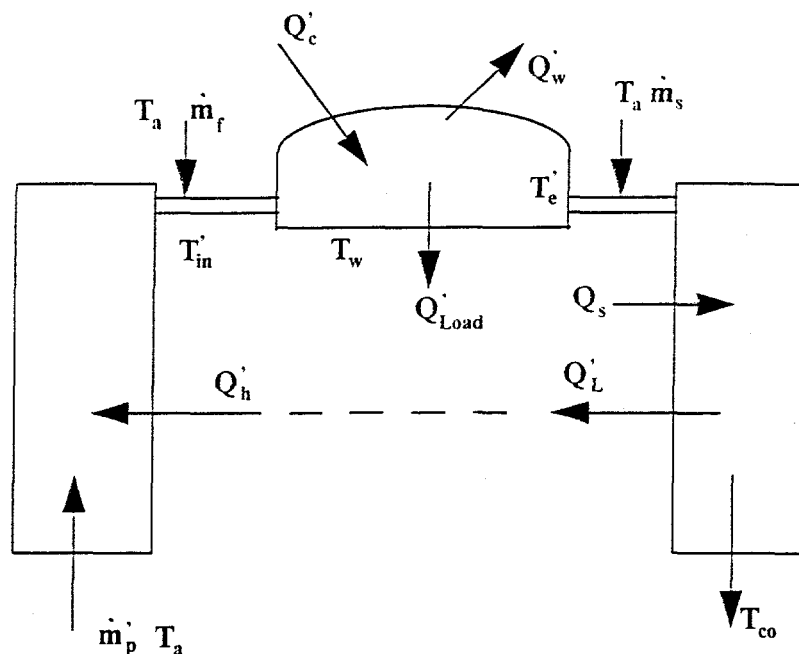 Q̇'c
Q̇'w
Ta ṁf
Ta ṁs
T'e
T'in
Tw
Q̇'Load
Qs
Q'h
Q'L
ṁ'p Ta
Tco